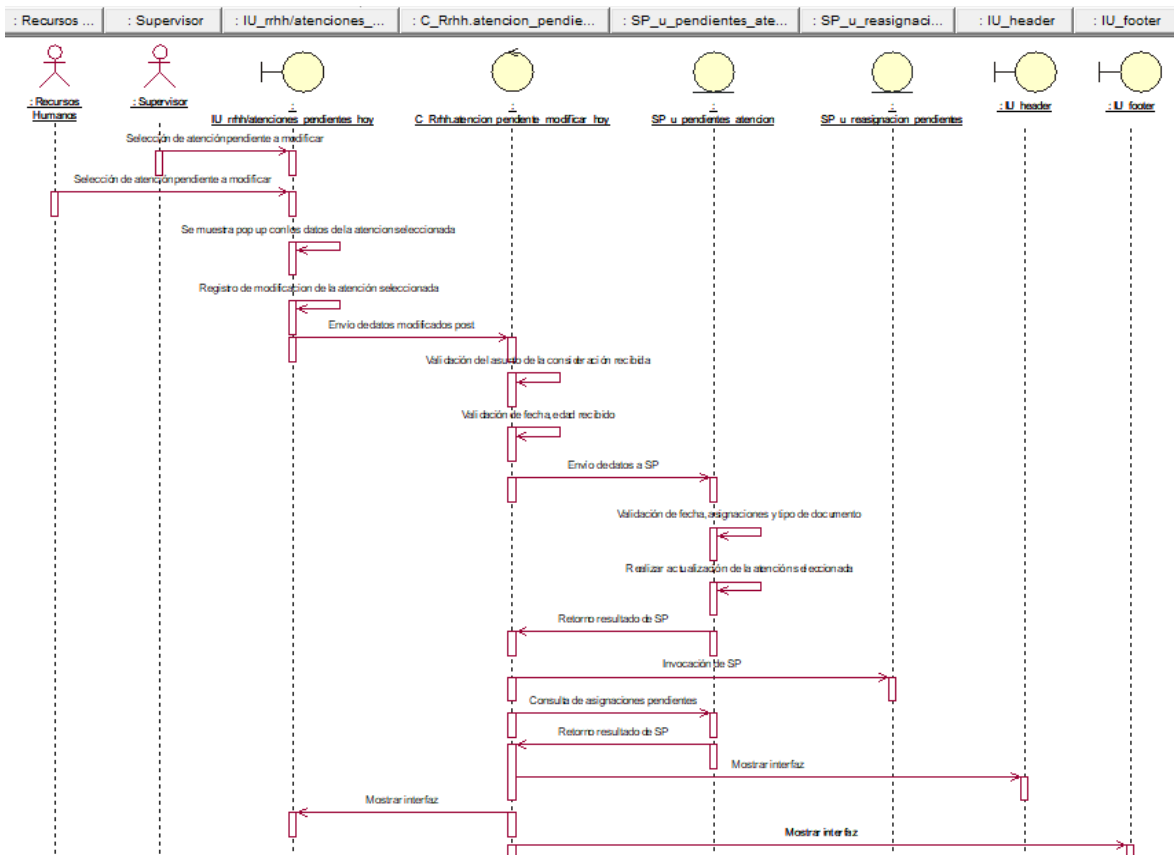 : Recursos ...
: Supervisor
: IU_rrhh/atenciones_...
: C_Rrhh.atencion_pendie...
: SP_u_pendientes_ate...
: SP_u_reasignaci...
: IU_header
: IU_footer
: Recursos
Humanos
: Supervisor
:
IU_rrhh/atenciones_pendientes_hoy
:
C_Rrhh.atencion_pendente_modificar_hoy
:
SP_u_pendientes_atencion
:
SP_u_reasignacion_pendientes
: IU_header
: IU_footer
Selección de atención pendiente a modificar
Selección de atención pendiente a modificar
Se muestra pop up con los datos de la atencion seleccionada
Registro de modificacion de la atención seleccionada
Envío de datos modificados post
Validación del asunto de la consideración recibida
Validación de fecha, edad recibido
Envío de datos a SP
Validación de fecha, asignaciones y tipo de documento
Realizar actualización de la atención seleccionada
Retorno resultado de SP
Invocación de SP
Consulta de asignaciones pendientes
Retorno resultado de SP
Mostrar interfaz
Mostrar interfaz
Mostrar interfaz